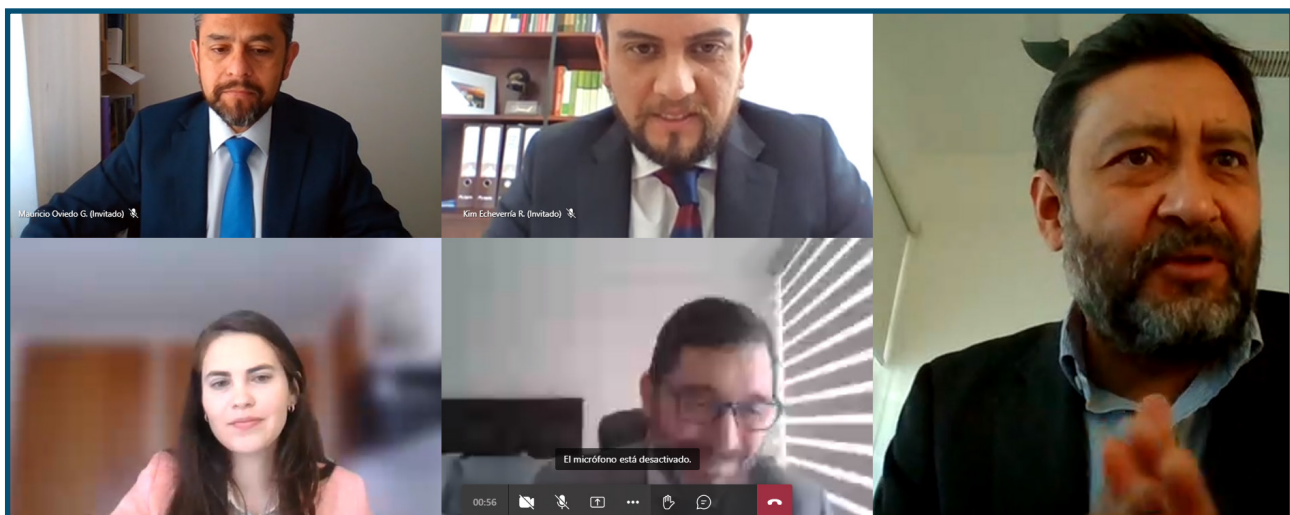 Mauricio Oviedo G. (Invitado)
Kim Echeverría R. (Invitado)
El micrófono está desactivado.
00:56